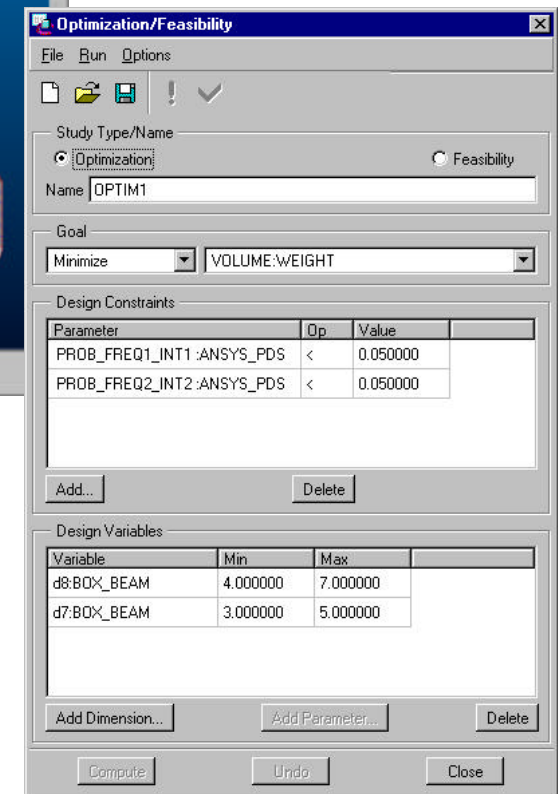 Optimization/Feasibility
File Run Options
Study Type/Name
Optimization Feasibility
Name OPTIM1
Goal
Minimize VOLUME:WEIGHT
Design Constraints
Parameter Op Value
PROB_FREQ1_INT1:ANSYS_PDS < 0.050000
PROB_FREQ2_INT2:ANSYS_PDS < 0.050000
Add... Delete
Design Variables
Variable Min Max
d8:BOX_BEAM 4.000000 7.000000
d7:BOX_BEAM 3.000000 5.000000
Add Dimension... Add Parameter... Delete
Compute Undo Close